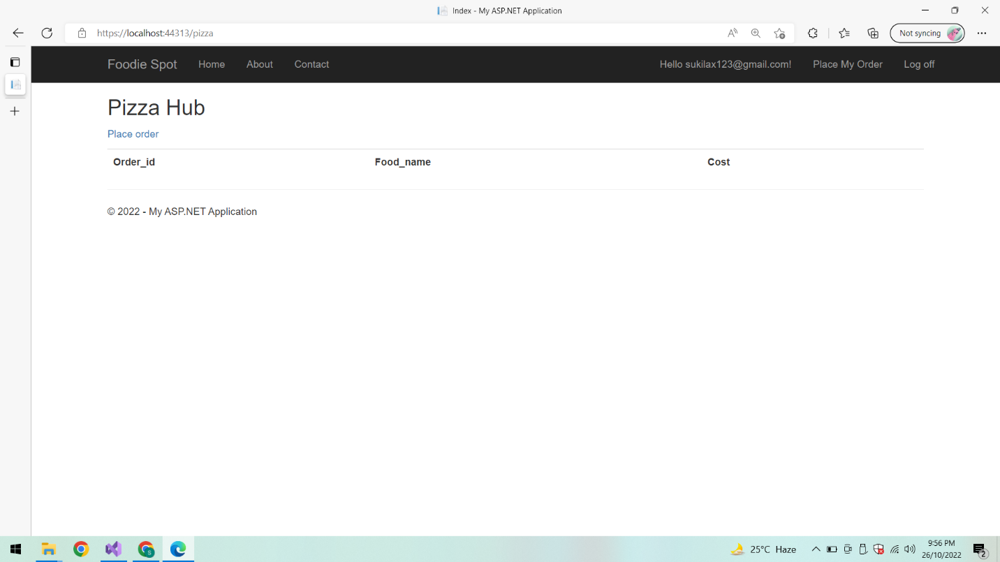 Index - My ASP.NET Application
https://localhost:44313/pizza
Not syncing
Foodie Spot Home About Contact Hello sukilax123@gmail.com! Place My Order Log off
Pizza Hub
Place order
Order_id Food_name Cost
© 2022 - My ASP.NET Application
25°C Haze
9:56 PM
26/10/2022
2